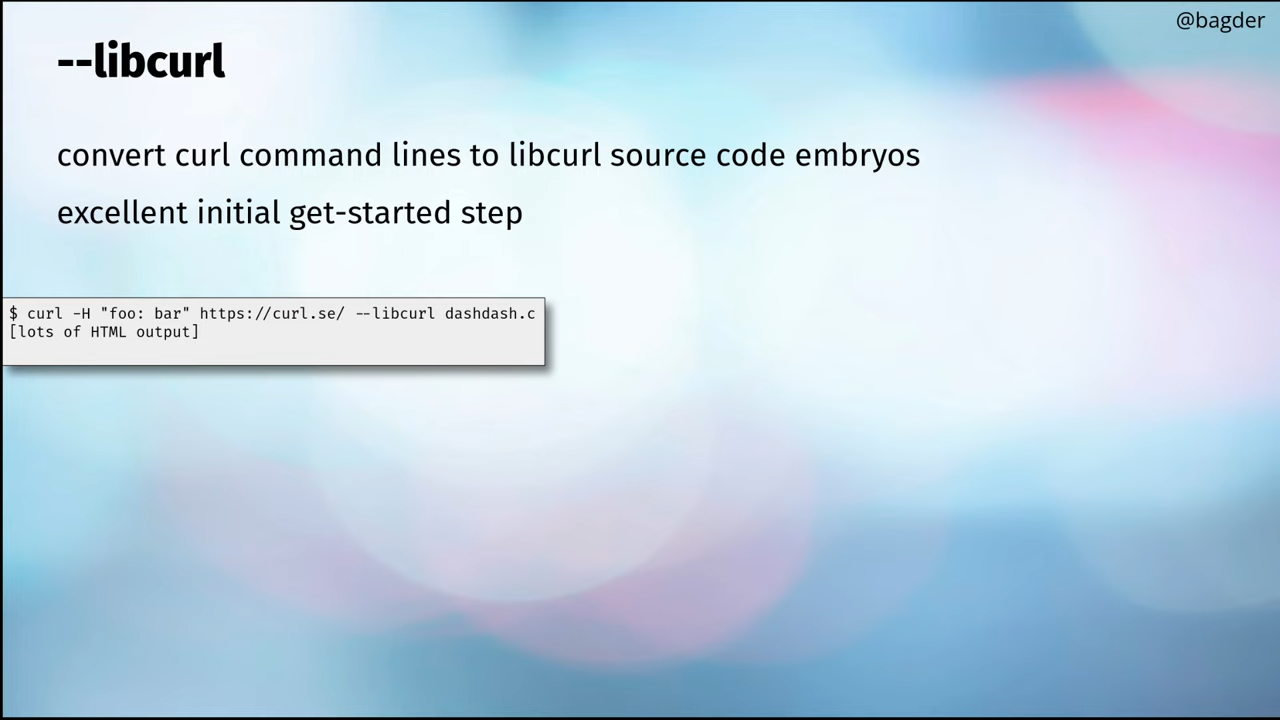 @bagder
--libcurl
convert curl command lines to libcurl source code embryos
excellent initial get-started step
$ curl -H "foo: bar" https://curl.se/ --libcurl dashdash.c
[lots of HTML output]